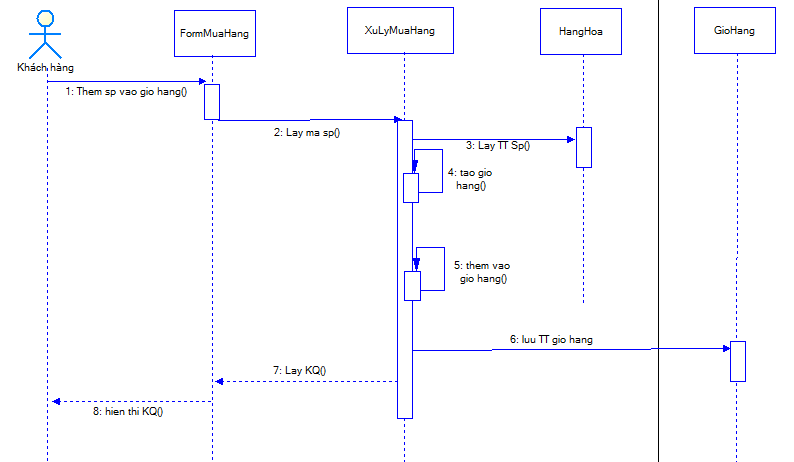 FormMuaHang
XuLyMuaHang
HangHoa
GioHang
Khách hàng
1: Them sp vao gio hang()
2: Lay ma sp()
3: Lay TT Sp()
4: tao gio
hang()
5: them vao
gio hang()
6: luu TT gio hang
7: Lay KQ()
8: hien thi KQ()